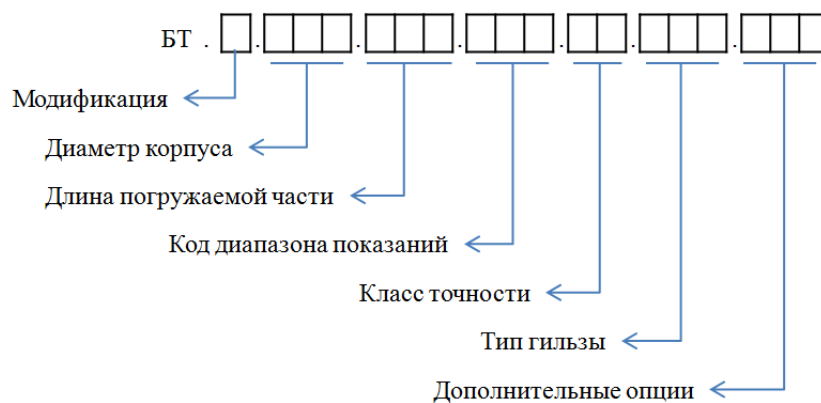 БТ . . . . . . .
Модификация
Диаметр корпуса
Длина погружаемой части
Код диапазона показаний
Класс точности
Тип гильзы
Дополнительные опции